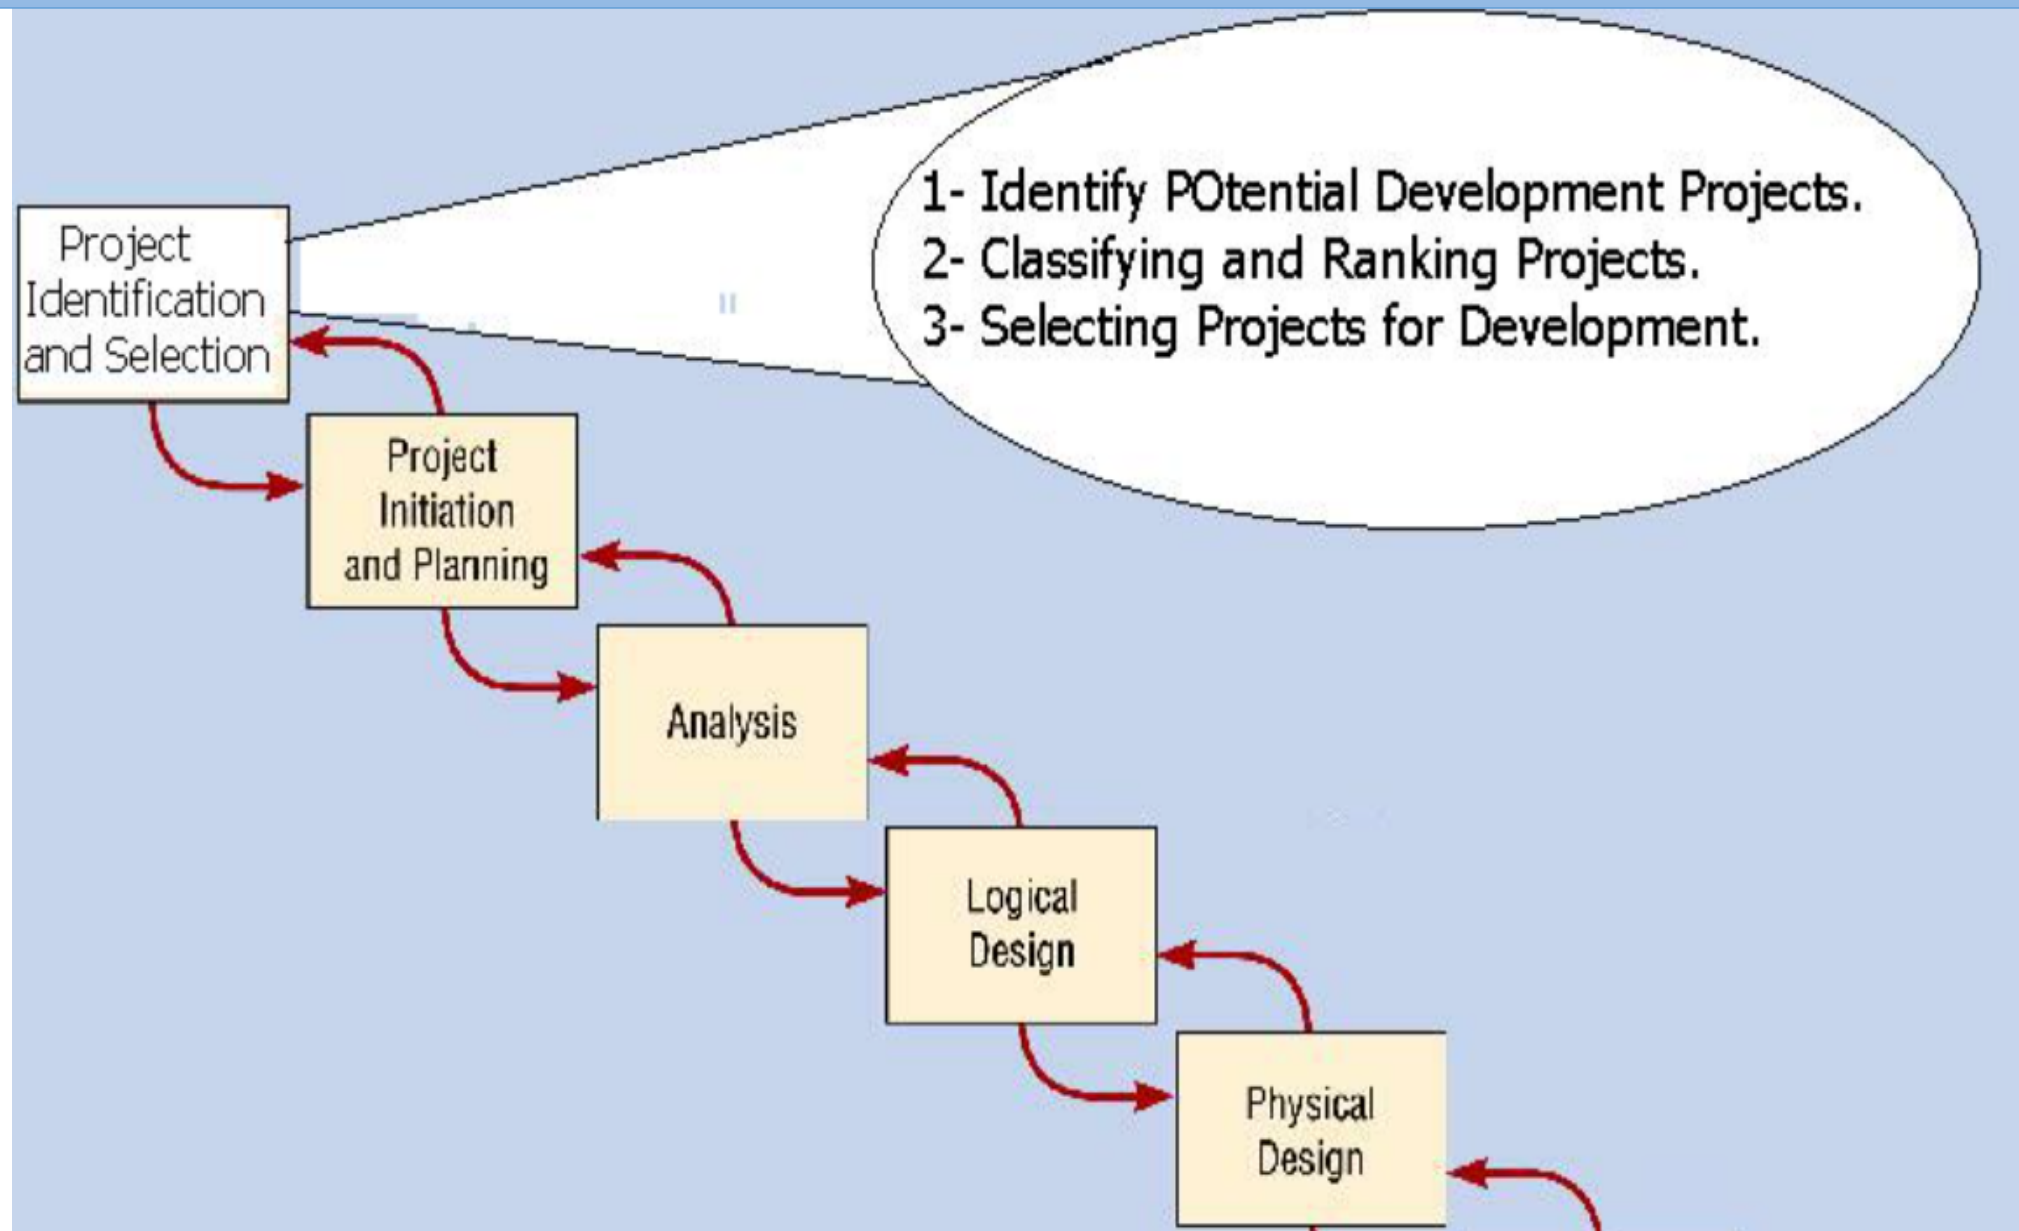 Project
Identification
and Selection
1- Identify POtential Development Projects.
2- Classifying and Ranking Projects.
3- Selecting Projects for Development.
Project
Initiation
and Planning
Analysis
Logical
Design
Physical
Design